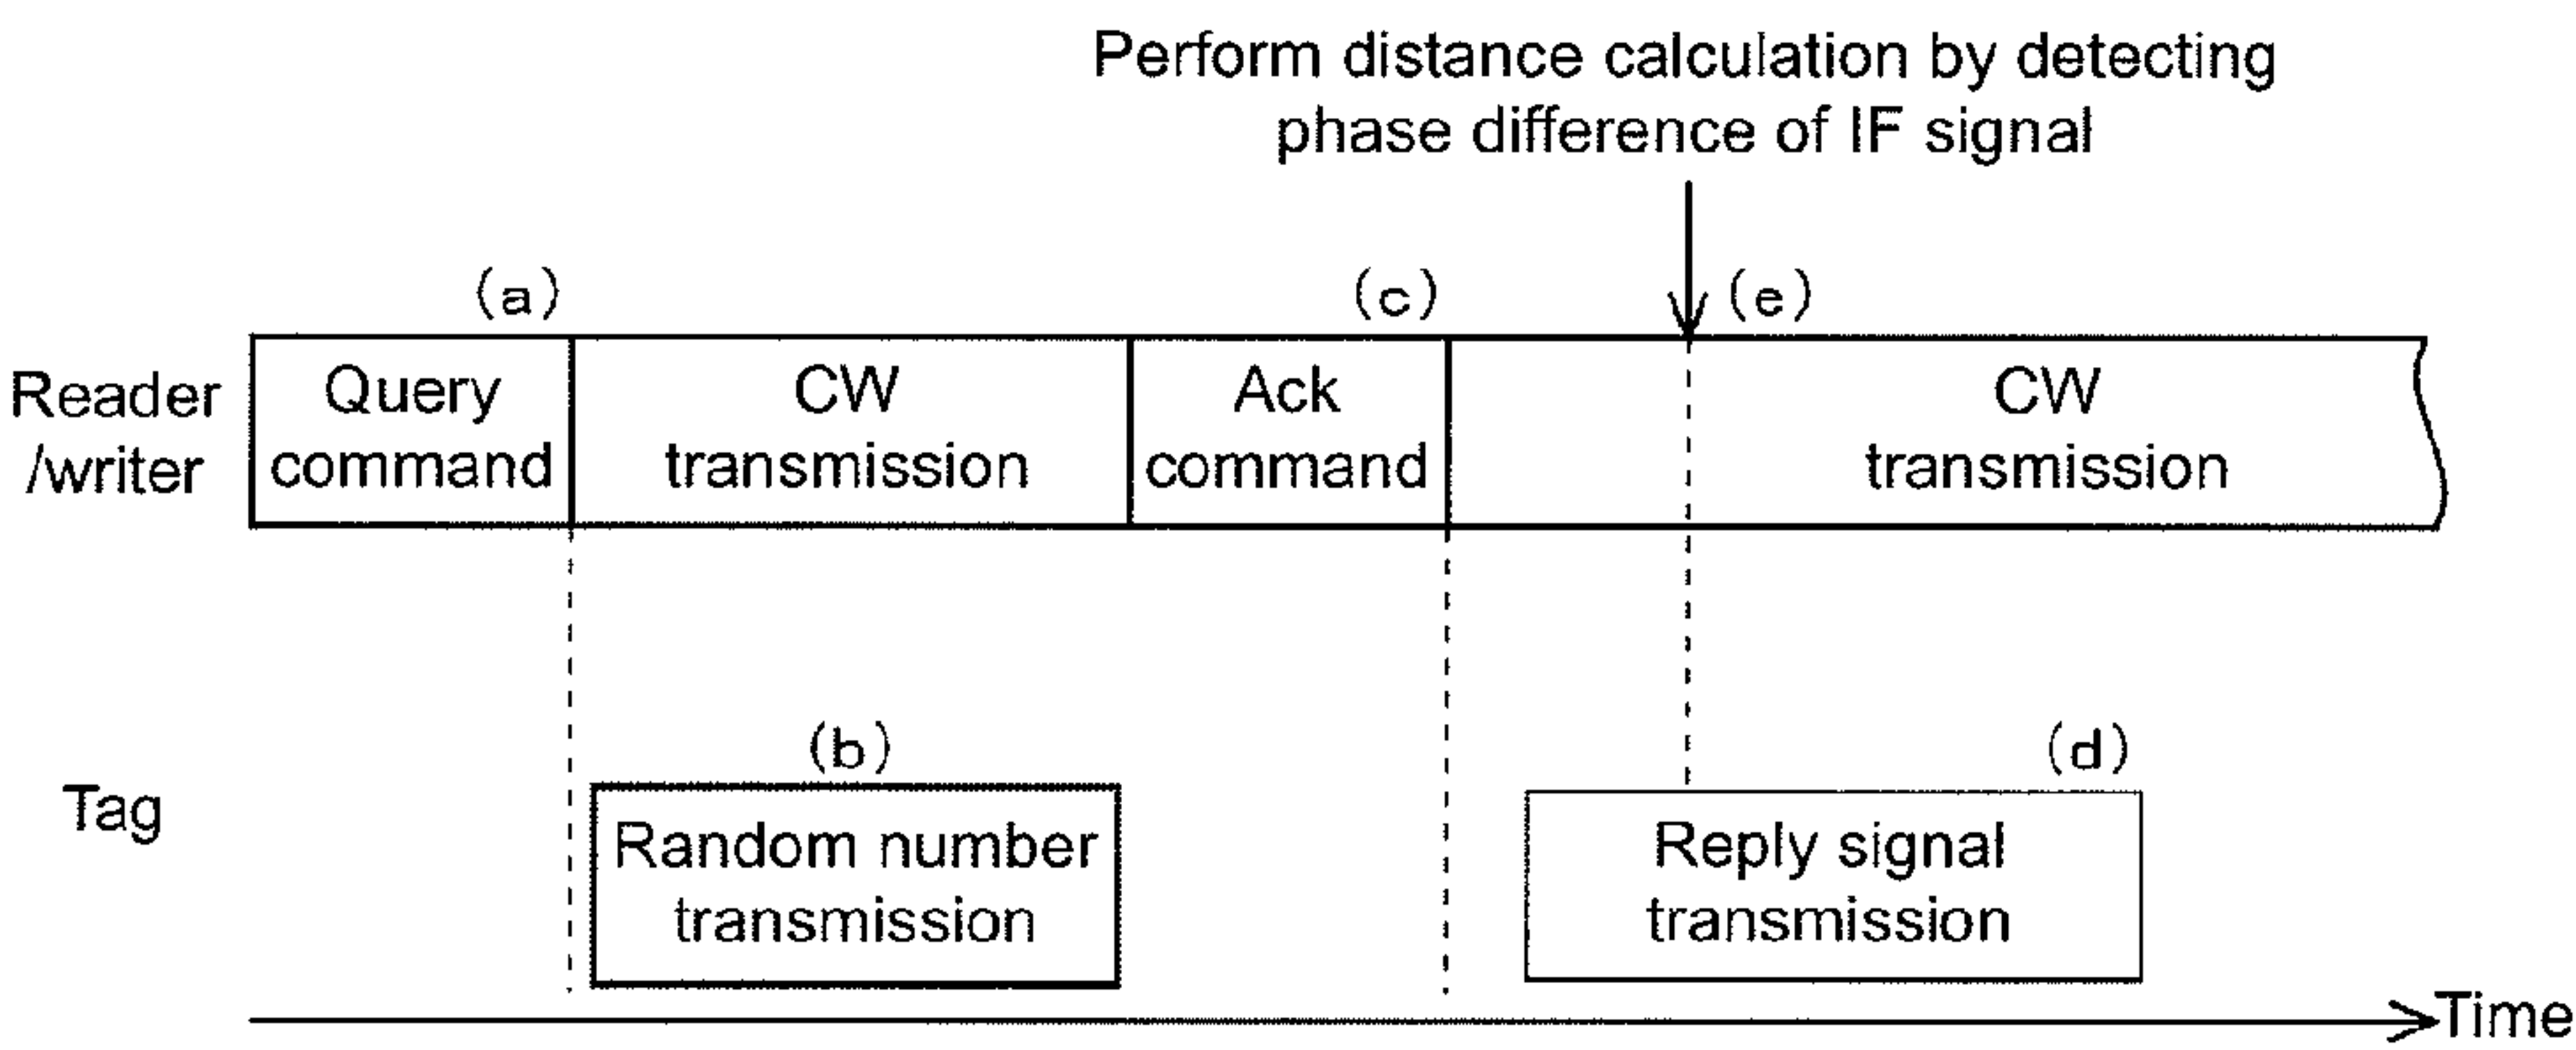 Perform distance calculation by detecting
phase difference of IF signal
(a)
(c)
(e)
Reader
/writer
Query
command
CW
transmission
Ack
command
CW
transmission
(b)
(d)
Tag
Random number
transmission
Reply signal
transmission
Time